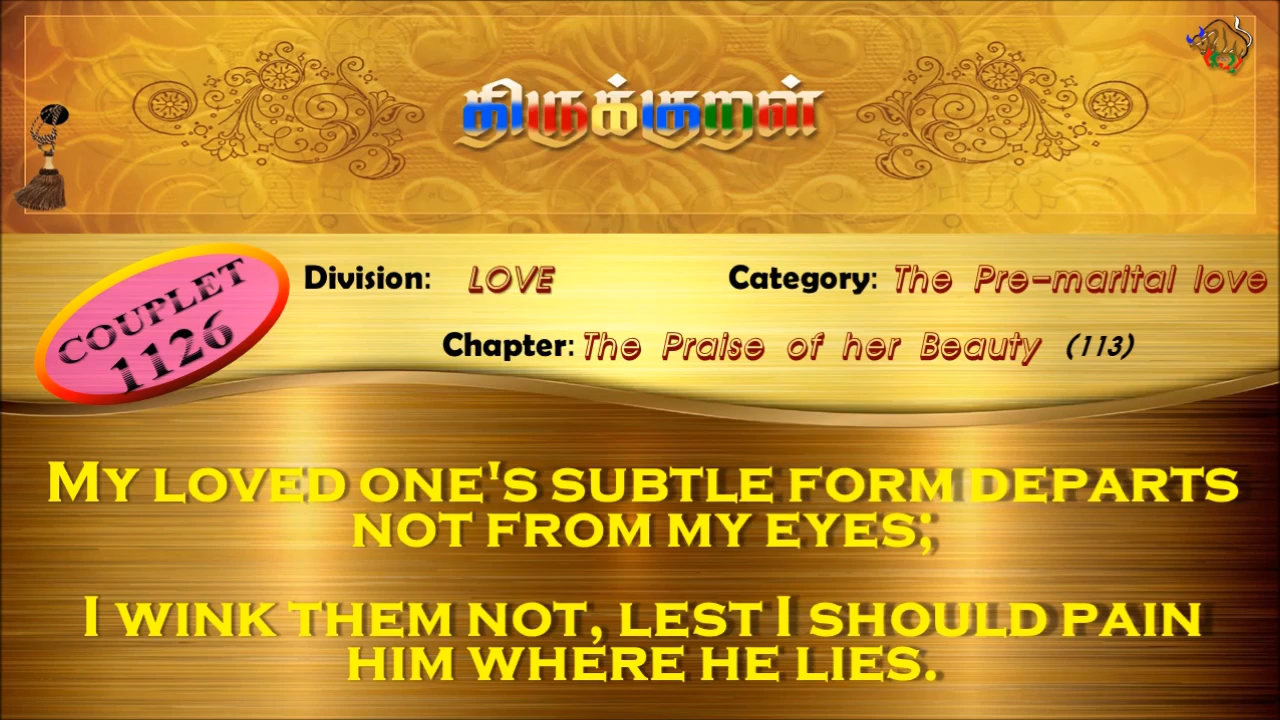 திருக்குறள்
COUPLET
1126
Division: LOVE
Category: The Pre-marital love
Chapter: The Praise of her Beauty (113)
MY LOVED ONE'S SUBTLE FORM DEPARTS
NOT FROM MY EYES;
I WINK THEM NOT, LEST I SHOULD PAIN
HIM WHERE HE LIES.